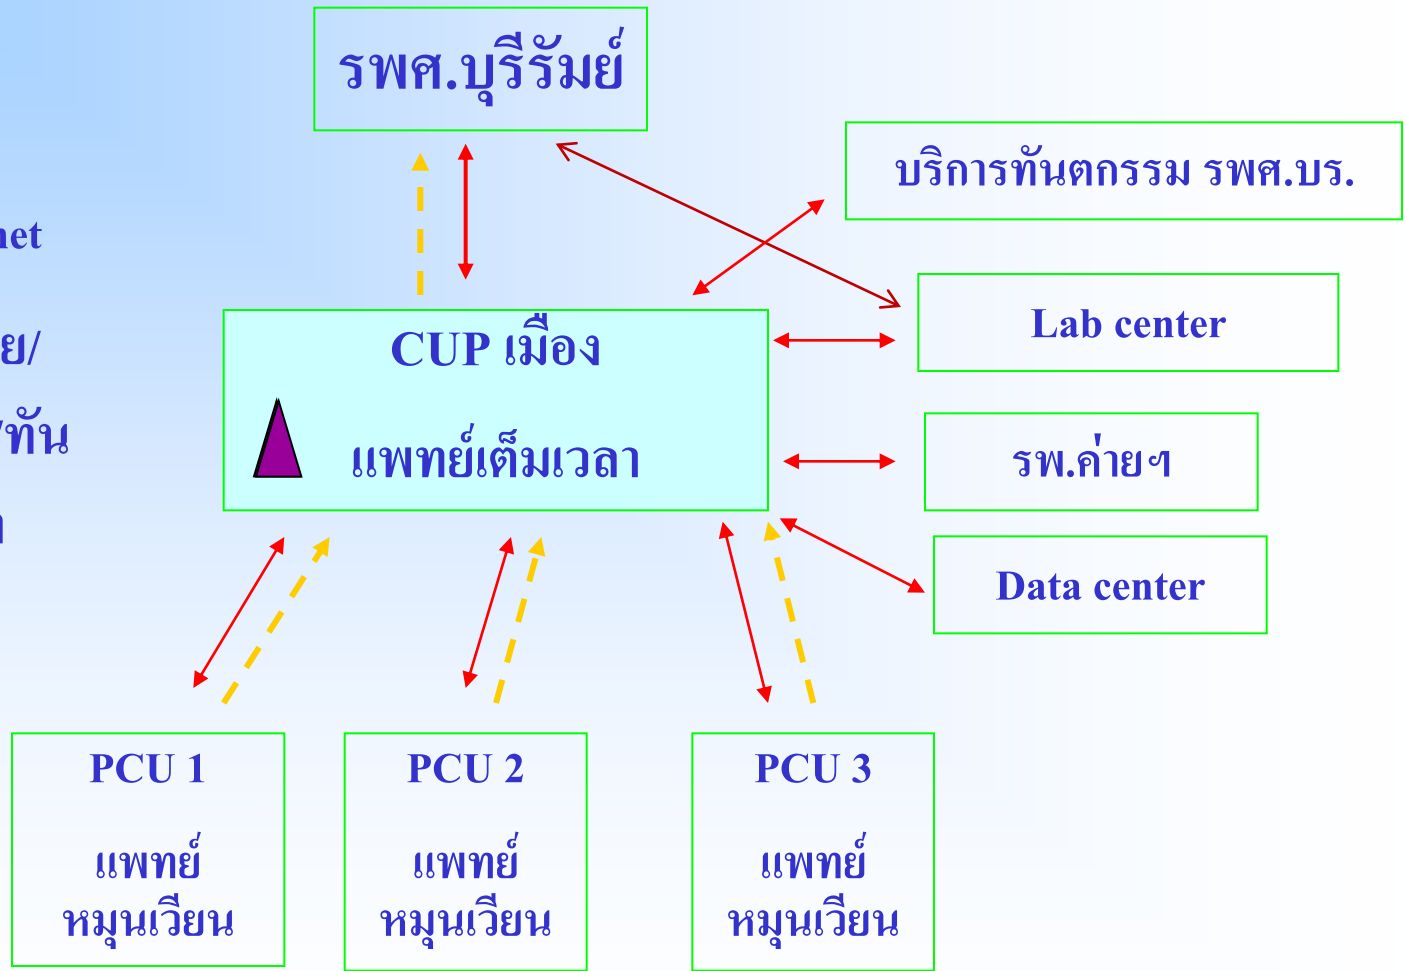 รพศ.บุรีรัมย์
บริการทันตกรรม รพศ.บร.
net
Lab center
CUP เมือง
ย/
/ทัน
แพทย์เต็มเวลา
รพ.ค่ายฯ
Data center
PCU 1
แพทย์
หมุนเวียน
PCU 2
แพทย์
หมุนเวียน
PCU 3
แพทย์
หมุนเวียน